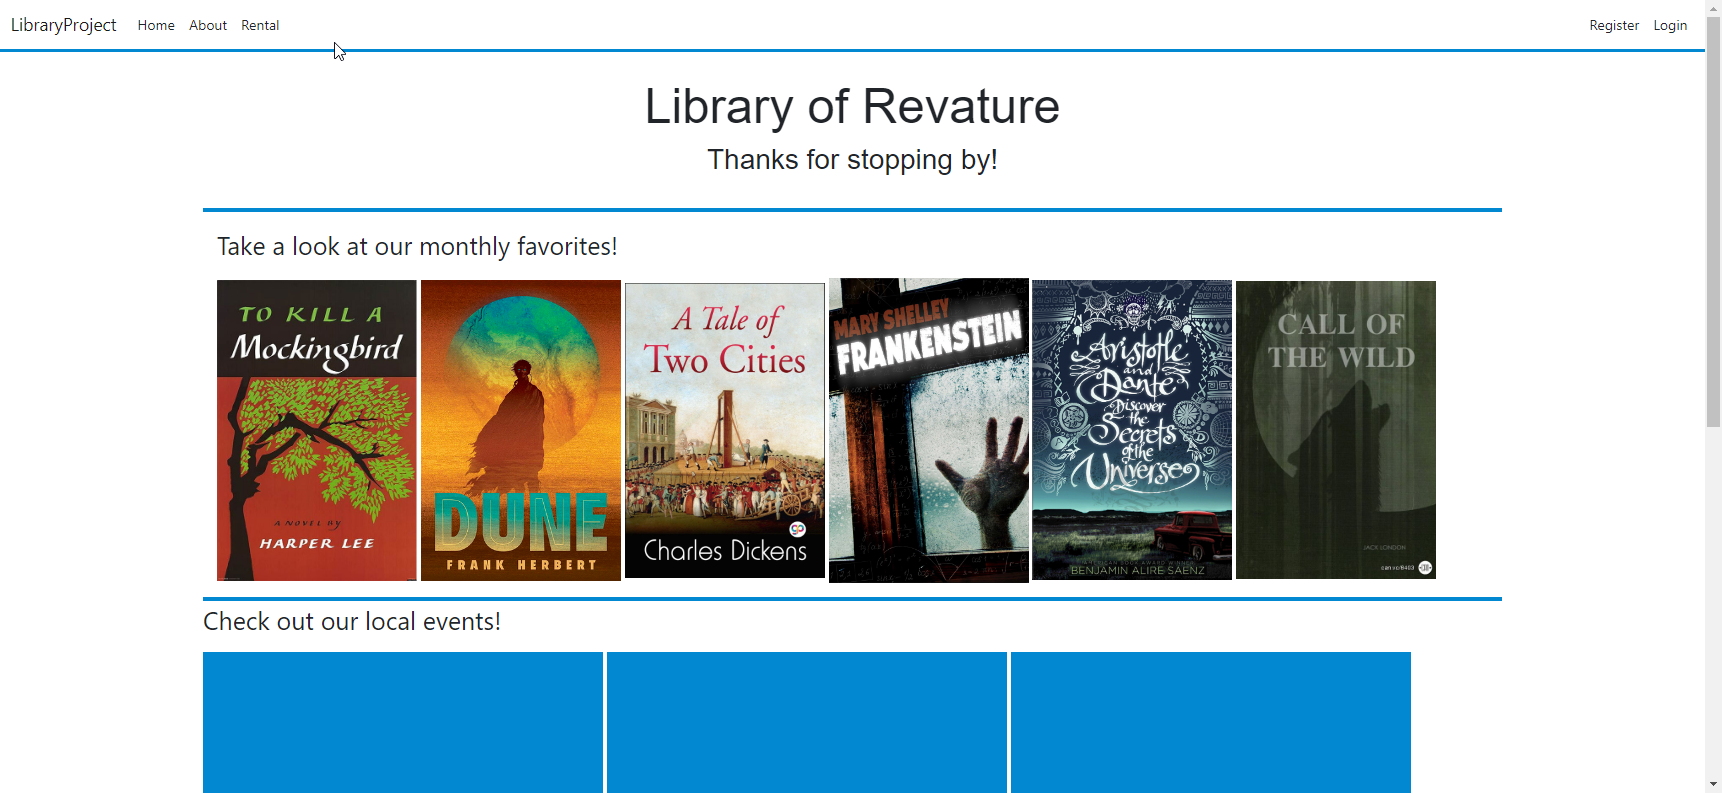 LibraryProject Home About Rental Register Login
Library of Revature
Thanks for stopping by!
Take a look at our monthly favorites!
TO KILL A
Mockingbird
A NOVEL BY
HARPER LEE
DUNE
FRANK HERBERT
A Tale of
Two Cities
Charles Dickens
MARY SHELLEY
FRANKENSTEIN
Aristotle
and
Dante
Discover
the
Secrets
of the
Universe
BENJAMIN ALIRE SAENZ
CALL OF
THE WILD
JACK LONDON
Check out our local events!